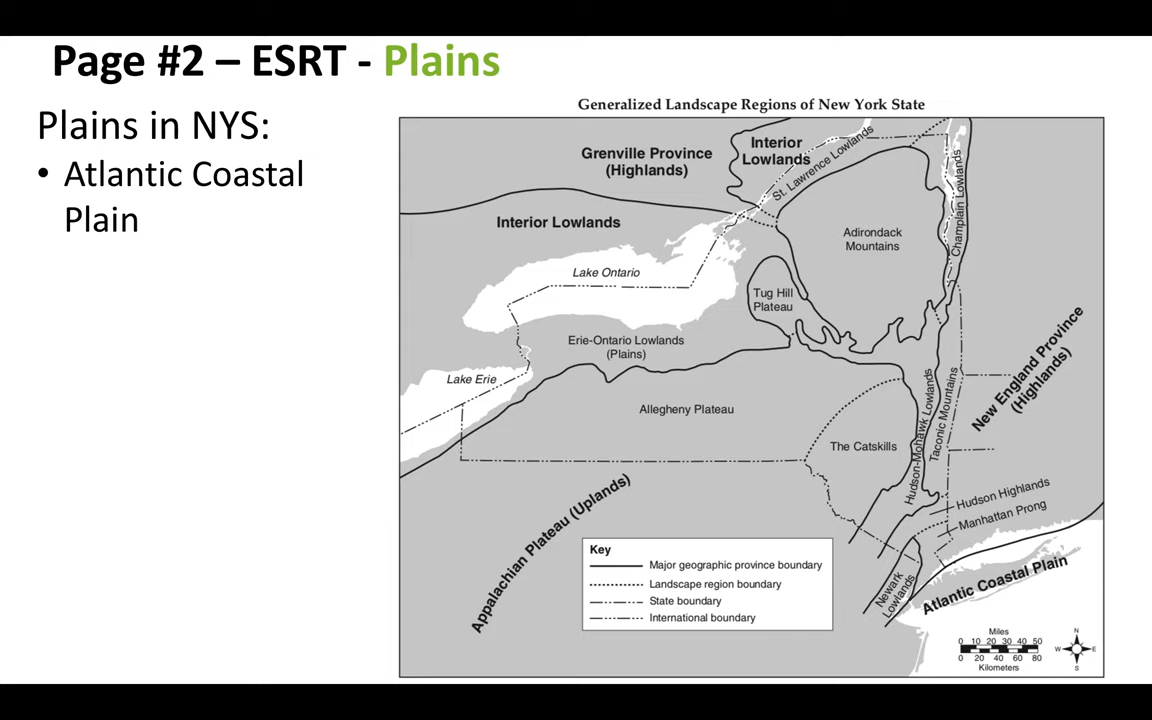 Page #2 – ESRT - Plains
Plains in NYS:
• Atlantic Coastal
Plain
Generalized Landscape Regions of New York State
Grenville Province
(Highlands)
Interior
Lowlands
St. Lawrence Lowlands
Champlain Lowlands
Interior Lowlands
Adirondack
Mountains
Lake Ontario
Tug Hill
Plateau
Erie-Ontario Lowlands
(Plains)
Lake Erie
New England Province
(Highlands)
Allegheny Plateau
The Catskills
Hudson-Mohawk Lowlands
Taconic Mountains
Appalachian Plateau (Uplands)
Hudson Highlands
Manhattan Prong
Newark
Lowlands
Atlantic Coastal Plain
Key
Major geographic province boundary
Landscape region boundary
State boundary
International boundary
Miles
0 10 20 30 40 50
0 20 40 60 80
Kilometers
N
W E
S